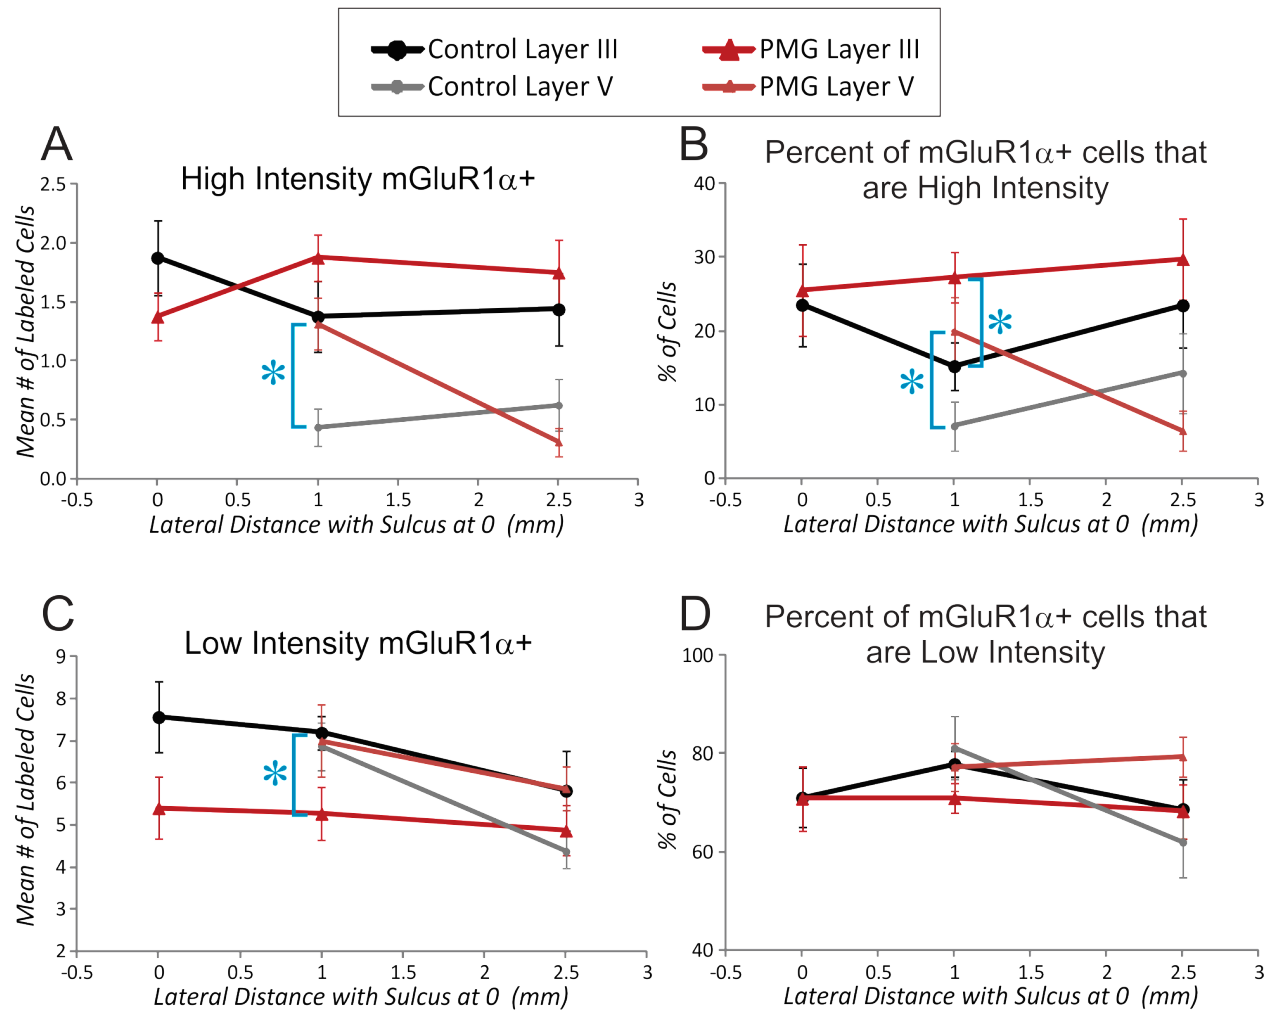 Control Layer III
PMG Layer III
Control Layer V
PMG Layer V
A
High Intensity mGluR1α+
2.5
2.0
1.5
1.0
0.5
0.0
Mean # of Labeled Cells
*
-0.5 0 0.5 1 1.5 2 2.5 3
Lateral Distance with Sulcus at 0 (mm)
B
Percent of mGluR1α+ cells that
are High Intensity
40
30
20
10
0
% of Cells
*
*
-0.5 0 0.5 1 1.5 2 2.5 3
Lateral Distance with Sulcus at 0 (mm)
C
Low Intensity mGluR1α+
9
8
7
6
5
4
3
2
Mean # of Labeled Cells
*
-0.5 0 0.5 1 1.5 2 2.5 3
Lateral Distance with Sulcus at 0 (mm)
D
Percent of mGluR1α+ cells that
are Low Intensity
100
80
60
40
% of Cells
-0.5 0 0.5 1 1.5 2 2.5 3
Lateral Distance with Sulcus at 0 (mm)